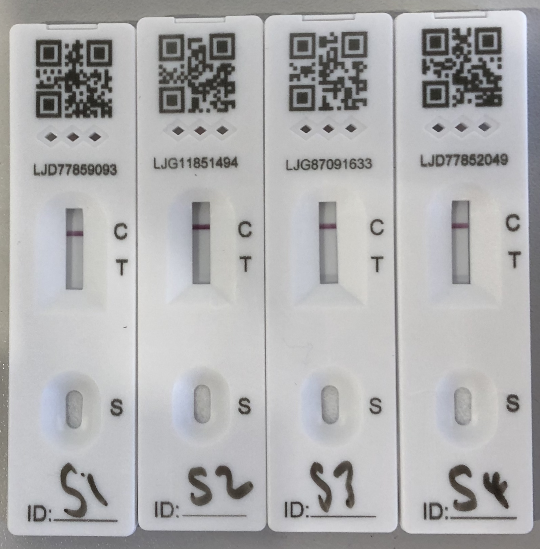 LJD77859093
C
T
S
ID: S1
LJG11851494
C
T
S
ID: S2
LJG87091633
C
T
S
ID: S3
LJD77852049
C
T
S
ID: S4